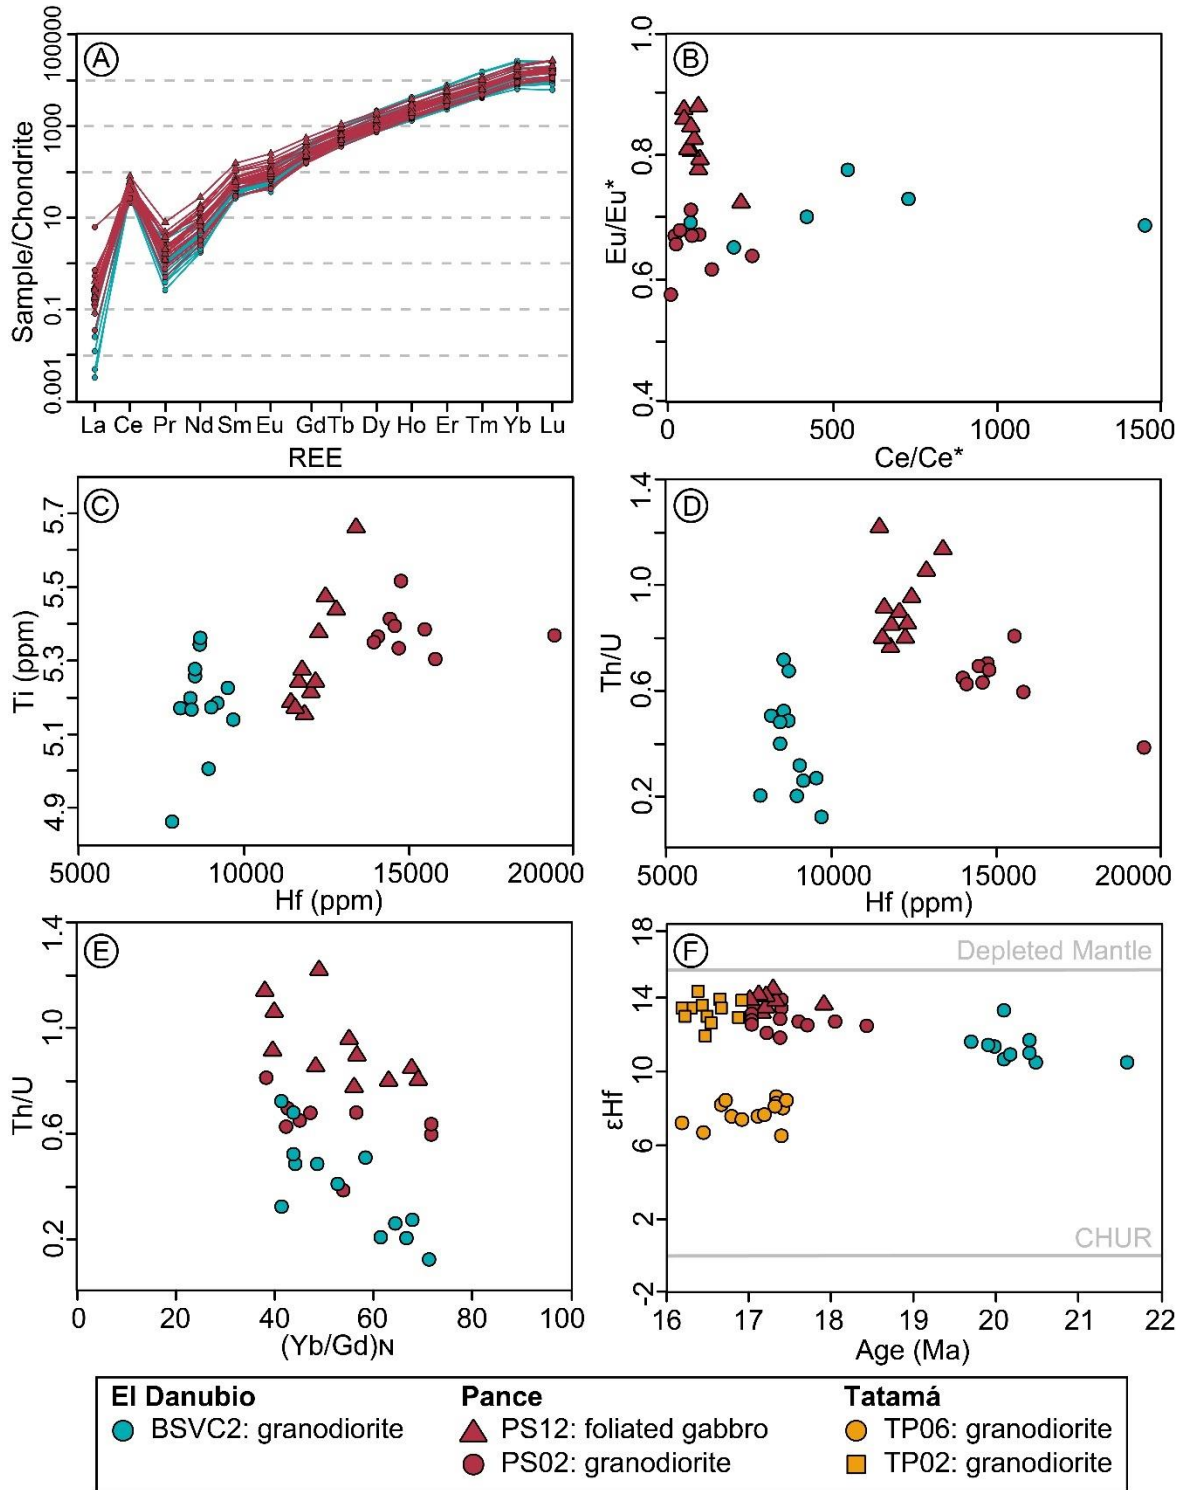 A
Sample/Chondrite
100000
1000
10
0.1
0.001
La Ce Pr Nd Sm Eu Gd Tb Dy Ho Er Tm Yb Lu
REE
B
Eu/Eu*
1.0
0.8
0.6
0.4
0 500 1000 1500
Ce/Ce*
C
Ti (ppm)
5.7
5.5
5.3
5.1
4.9
5000 10000 15000 20000
Hf (ppm)
D
Th/U
1.4
1.0
0.6
0.2
5000 10000 15000 20000
Hf (ppm)
E
Th/U
1.4
1.0
0.6
0.2
0 20 40 60 80 100
(Yb/Gd)N
F
εHf
18
14
10
6
2
-2
Depleted Mantle
CHUR
16 17 18 19 20 21 22
Age (Ma)
El Danubio
BSVC2: granodiorite
Pance
PS12: foliated gabbro
PS02: granodiorite
Tatamá
TP06: granodiorite
TP02: granodiorite